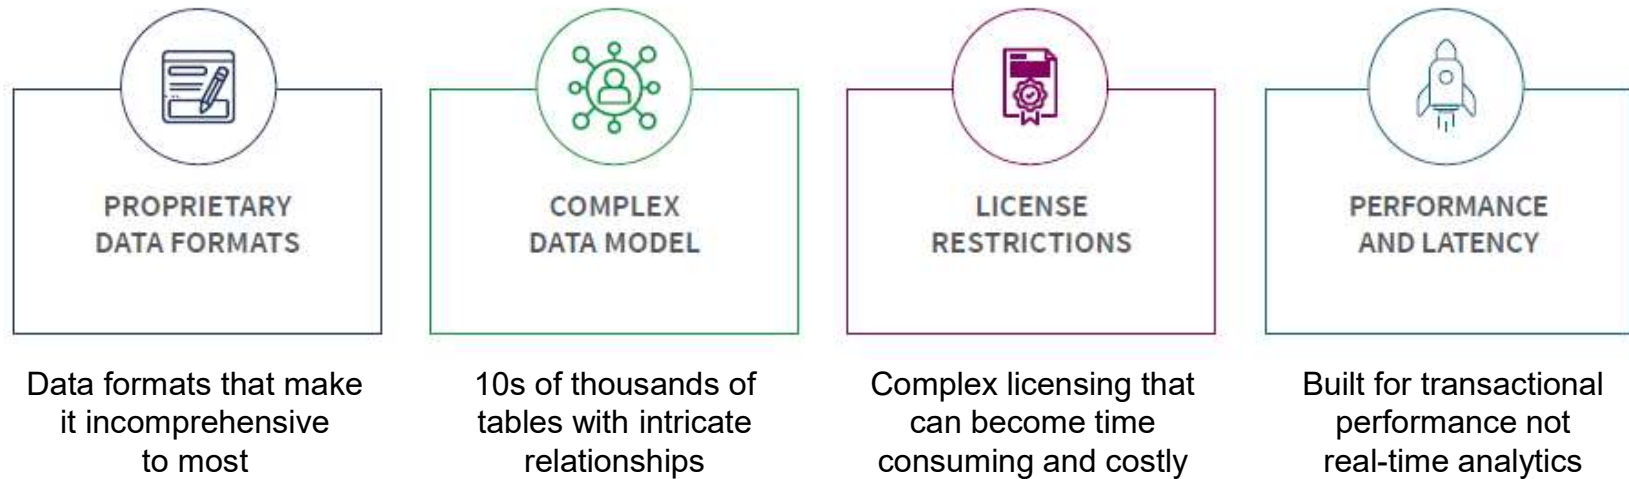 PROPRIETARY
DATA FORMATS
COMPLEX
DATA MODEL
LICENSE
RESTRICTIONS
PERFORMANCE
AND LATENCY
Data formats that make
it incomprehensive
to most
10s of thousands of
tables with intricate
relationships
Complex licensing that
can become time
consuming and costly
Built for transactional
performance not
real-time analytics